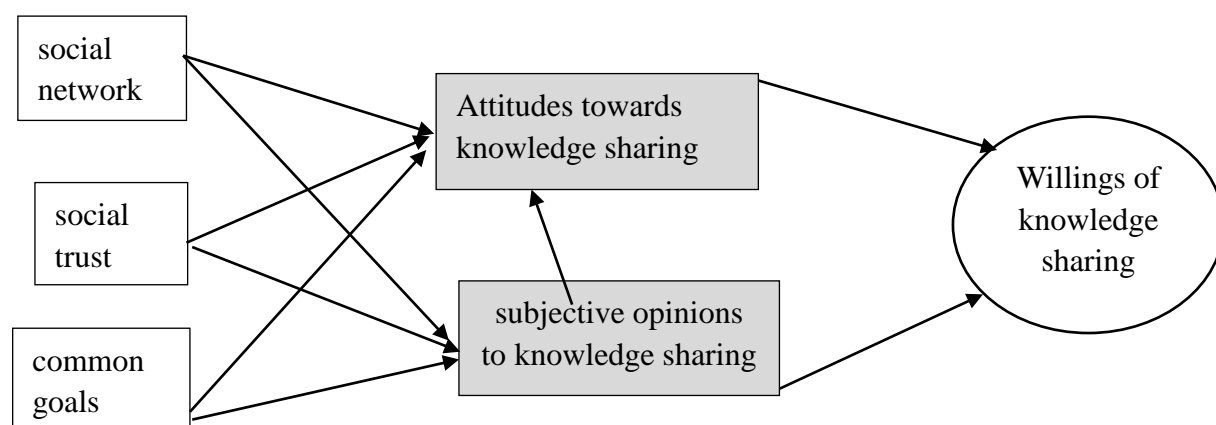 social
network
social
trust
common
goals
Attitudes towards
knowledge sharing
subjective opinions
to knowledge sharing
Willings of
knowledge
sharing